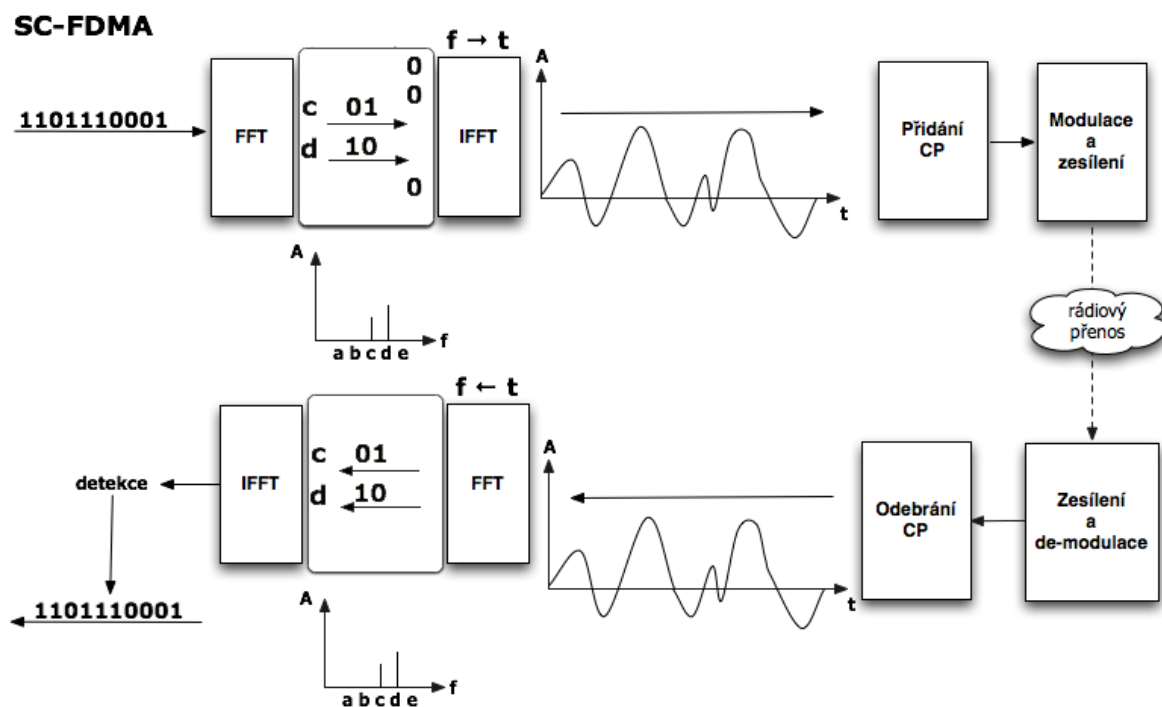 SC-FDMA
f → t
1101110001
FFT
0
0
c 01
d 10
0
IFFT
A
t
Přidání
CP
Modulace
a
zesílení
A
a b c d e
f
rádiový
přenos
f ← t
detekce
IFFT
c 01
d 10
FFT
A
t
Odebrání
CP
Zesílení
a
de-modulace
1101110001
A
a b c d e
f